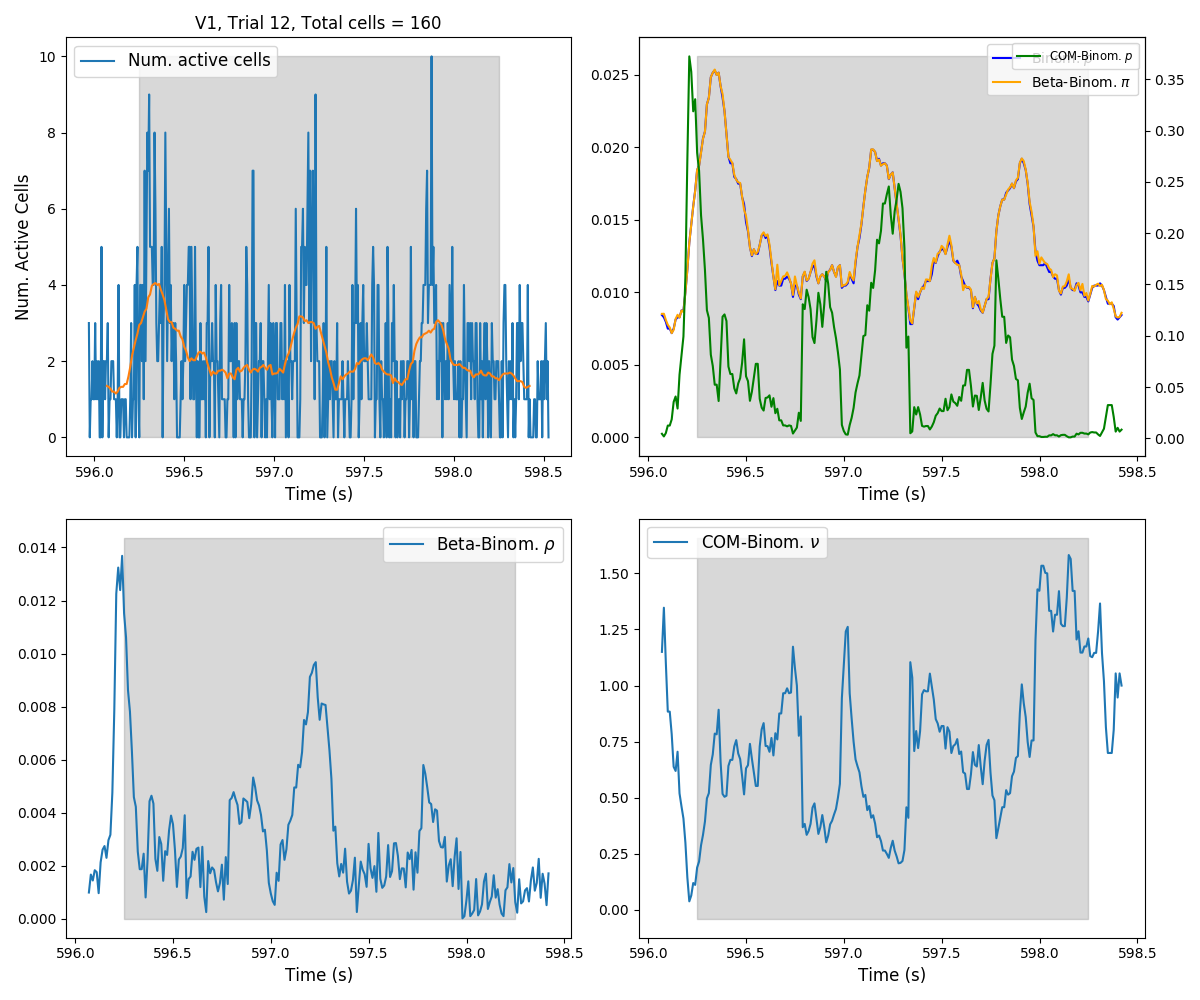 V1, Trial 12, Total cells = 160
Num. active cells
Num. Active Cells
10
8
6
4
2
0
596.0 596.5 597.0 597.5 598.0 598.5
Time (s)
COM-Binom. p
Beta-Binom. π
0.025
0.020
0.015
0.010
0.005
0.000
0.35
0.30
0.25
0.20
0.15
0.10
0.05
0.00
596.0 596.5 597.0 597.5 598.0 598.5
Time (s)
Beta-Binom. ρ
0.014
0.012
0.010
0.008
0.006
0.004
0.002
0.000
596.0 596.5 597.0 597.5 598.0 598.5
Time (s)
COM-Binom. ν
1.50
1.25
1.00
0.75
0.50
0.25
0.00
596.0 596.5 597.0 597.5 598.0 598.5
Time (s)